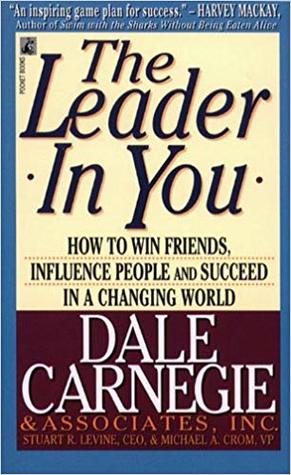 "An inspiring game plan for success." – HARVEY MACKAY,
Author of Swim with the Sharks Without Being Eaten Alive
POCKET BOOKS
The
Leader
· In You ·
HOW TO WIN FRIENDS,
INFLUENCE PEOPLE AND SUCCEED
IN A CHANGING WORLD
DALE
CARNEGIE
& ASSOCIATES, INC.
STUART R. LEVINE, CEO, & MICHAEL A. CROM, VP